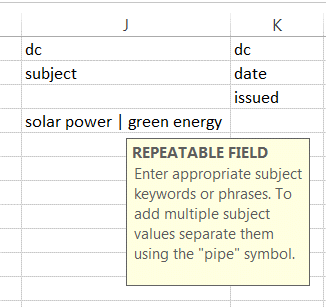 J K
dc dc
subject date
issued
solar power | green energy
REPEATABLE FIELD
Enter appropriate subject
keywords or phrases. To
add multiple subject
values separate them
using the "pipe" symbol.